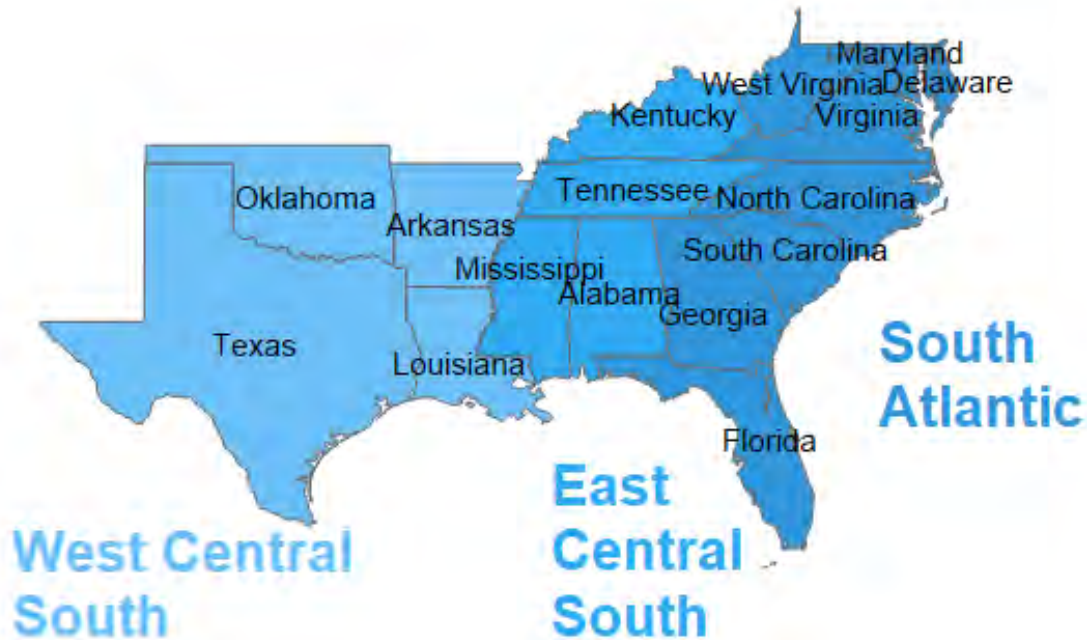 Maryland
West Virginia
Delaware
Kentucky
Virginia
Oklahoma
Tennessee
North Carolina
Arkansas
South Carolina
Mississippi
Alabama
Georgia
Texas
Louisiana
South
Atlantic
Florida
East
Central
South
West Central
South